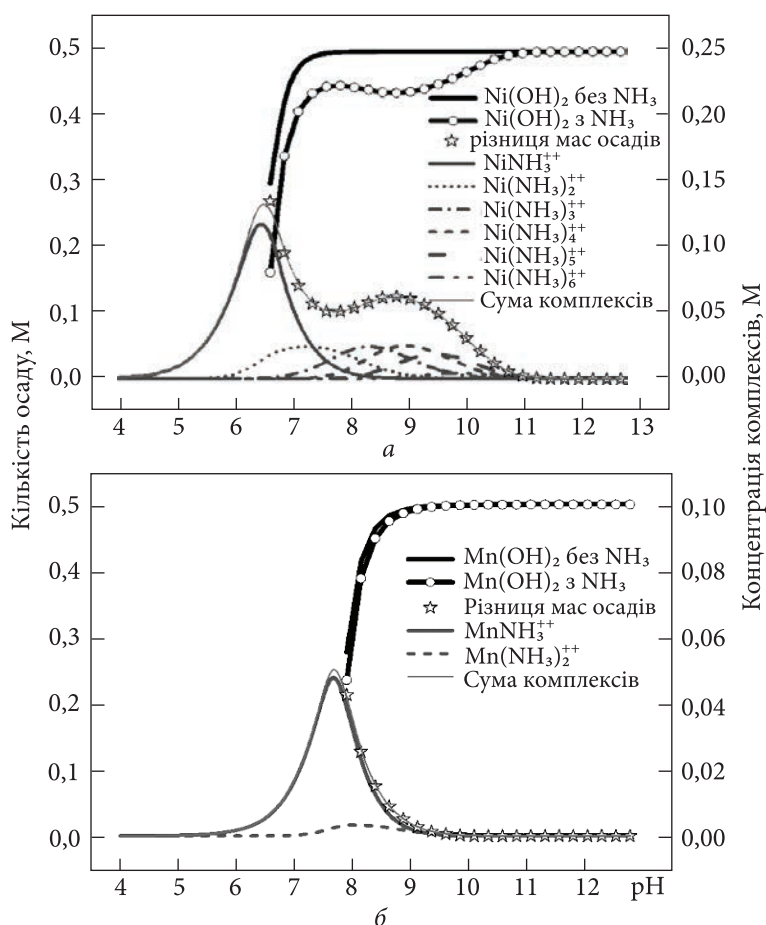 0,5
0,4
0,3
0,2
0,1
0,0
0,25
0,20
0,15
0,10
0,05
0,00
Ni(OH)₂ без NH₃
Ni(OH)₂ з NH₃
різниця мас осадів
NiNH₃⁺⁺
Ni(NH₃)₂⁺⁺
Ni(NH₃)₃⁺⁺
Ni(NH₃)₄⁺⁺
Ni(NH₃)₅⁺⁺
Ni(NH₃)₆⁺⁺
Сума комплексів
4 5 6 7 8 9 10 11 12 13
а
Кількість осаду, М
Концентрація комплексів, М
0,5
0,4
0,3
0,2
0,1
0,0
0,10
0,08
0,06
0,04
0,02
0,00
Mn(OH)₂ без NH₃
Mn(OH)₂ з NH₃
Різниця мас осадів
MnNH₃⁺⁺
Mn(NH₃)₂⁺⁺
Сума комплексів
4 5 6 7 8 9 10 11 12 pH
б